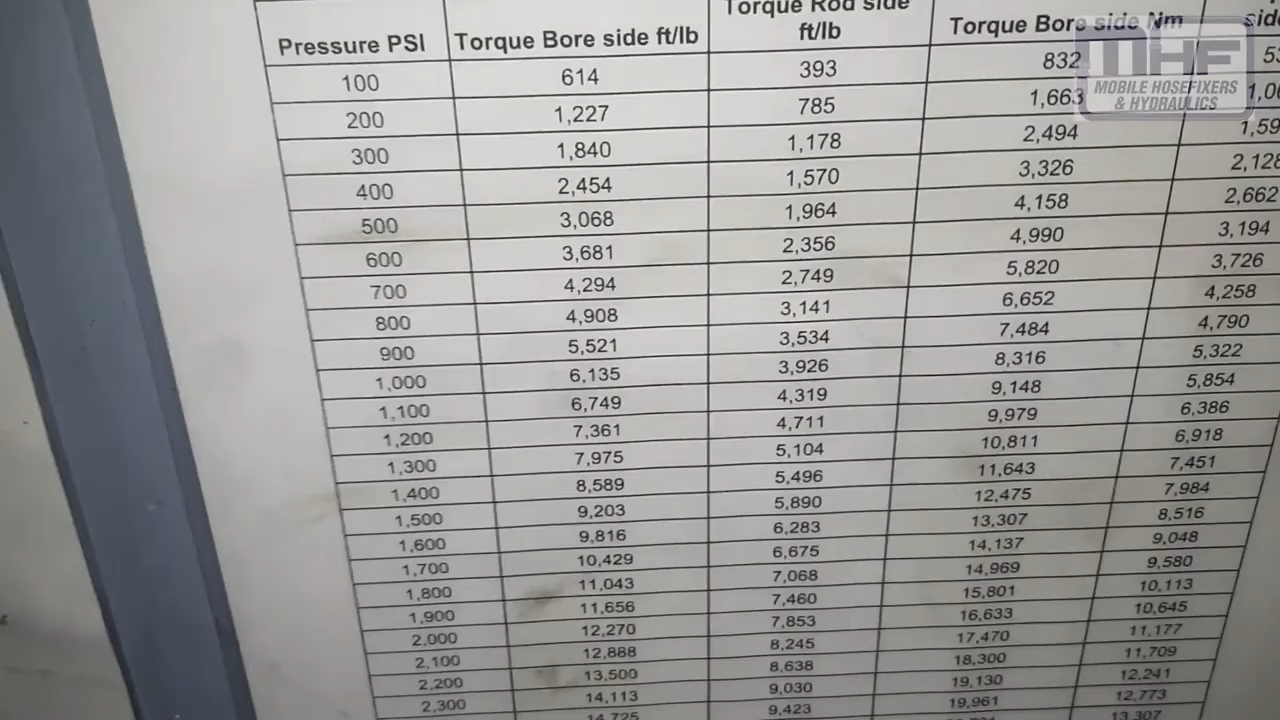 Pressure PSI Torque Bore side ft/lb Torque Rod side ft/lb Torque Bore side Nm side
100 614 393 832
200 1,227 785 1,663
300 1,840 1,178 2,494
400 2,454 1,570 3,326 2,128
500 3,068 1,964 4,158 2,662
600 3,681 2,356 4,990 3,194
700 4,294 2,749 5,820 3,726
800 4,908 3,141 6,652 4,258
900 5,521 3,534 7,484 4,790
1,000 6,135 3,926 8,316 5,322
1,100 6,749 4,319 9,148 5,854
1,200 7,361 4,711 9,979 6,386
1,300 7,975 5,104 10,811 6,918
1,400 8,589 5,496 11,643 7,451
1,500 9,203 5,890 12,475 7,984
1,600 9,816 6,283 13,307 8,516
1,700 10,429 6,675 14,137 9,048
1,800 11,043 7,068 14,969 9,580
1,900 11,656 7,460 15,801 10,113
2,000 12,270 7,853 16,633 10,645
2,100 12,888 8,245 17,470 11,177
2,200 13,500 8,638 18,300 11,709
2,300 14,113 9,030 19,130 12,241
14,725 9,423 19,961 12,773
13,307
MHF
MOBILE HOSEFIXERS
& HYDRAULICS